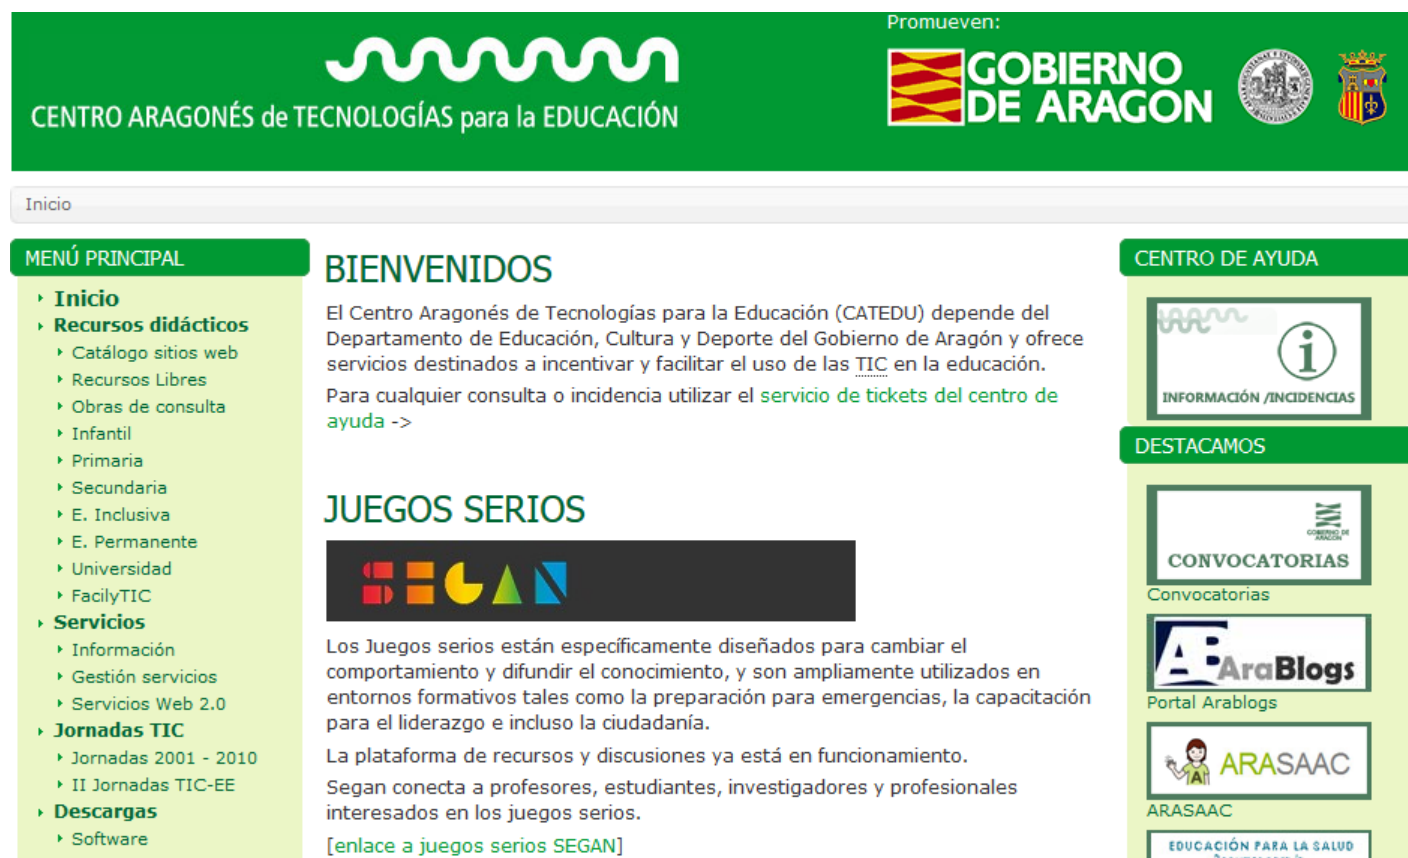 Promueven:
GOBIERNO
DE ARAGON
CENTRO ARAGONÉS de TECNOLOGÍAS para la EDUCACIÓN
Inicio
MENÚ PRINCIPAL
Inicio
Recursos didácticos
Catálogo sitios web
Recursos Libres
Obras de consulta
Infantil
Primaria
Secundaria
E. Inclusiva
E. Permanente
Universidad
FacilyTIC
Servicios
Información
Gestión servicios
Servicios Web 2.0
Jornadas TIC
Jornadas 2001 - 2010
II Jornadas TIC-EE
Descargas
Software
BIENVENIDOS
El Centro Aragonés de Tecnologías para la Educación (CATEDU) depende del
Departamento de Educación, Cultura y Deporte del Gobierno de Aragón y ofrece
servicios destinados a incentivar y facilitar el uso de las TIC en la educación.
Para cualquier consulta o incidencia utilizar el servicio de tickets del centro de
ayuda ->
JUEGOS SERIOS
SEGAN
Los Juegos serios están específicamente diseñados para cambiar el
comportamiento y difundir el conocimiento, y son ampliamente utilizados en
entornos formativos tales como la preparación para emergencias, la capacitación
para el liderazgo e incluso la ciudadanía.
La plataforma de recursos y discusiones ya está en funcionamiento.
Segan conecta a profesores, estudiantes, investigadores y profesionales
interesados en los juegos serios.
[enlace a juegos serios SEGAN]
CENTRO DE AYUDA
INFORMACIÓN /INCIDENCIAS
DESTACAMOS
GOBIERNO DE
ARAGON
CONVOCATORIAS
Convocatorias
AB AraBlogs
Portal Arablogs
ARASAAC
ARASAAC
EDUCACIÓN PARA LA SALUD